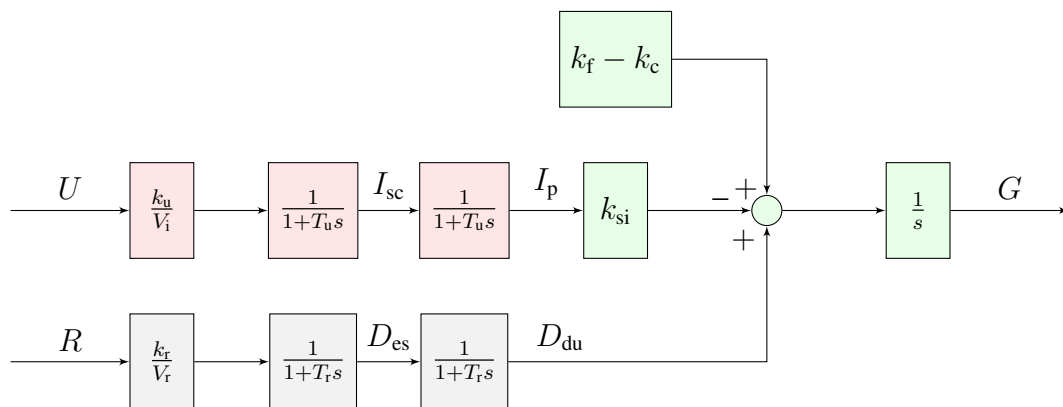 k_f − k_c
U
k_u/V_i
1/(1+T_u s)
I_sc
1/(1+T_u s)
I_p
k_si
−
+
+
1/s
G
R
k_r/V_r
1/(1+T_r s)
D_es
1/(1+T_r s)
D_du